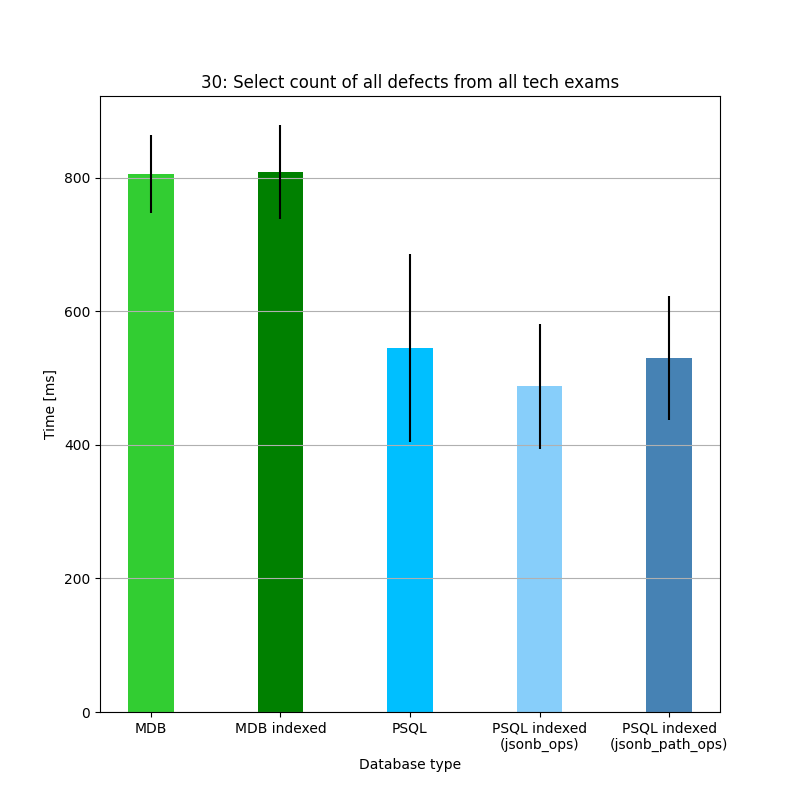 30: Select count of all defects from all tech exams
Time [ms]
800
600
400
200
0
MDB
MDB indexed
PSQL
PSQL indexed
(jsonb_ops)
PSQL indexed
(jsonb_path_ops)
Database type